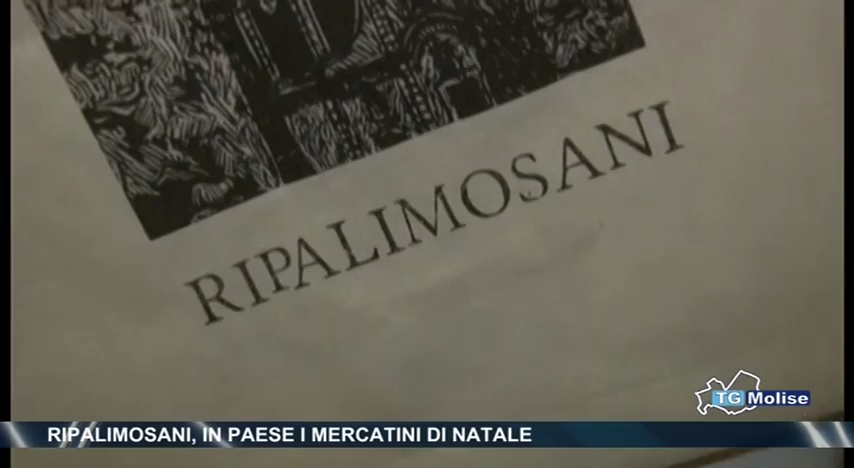 RIPALIMOSANI
TG Molise
RIPALIMOSANI, IN PAESE I MERCATINI DI NATALE